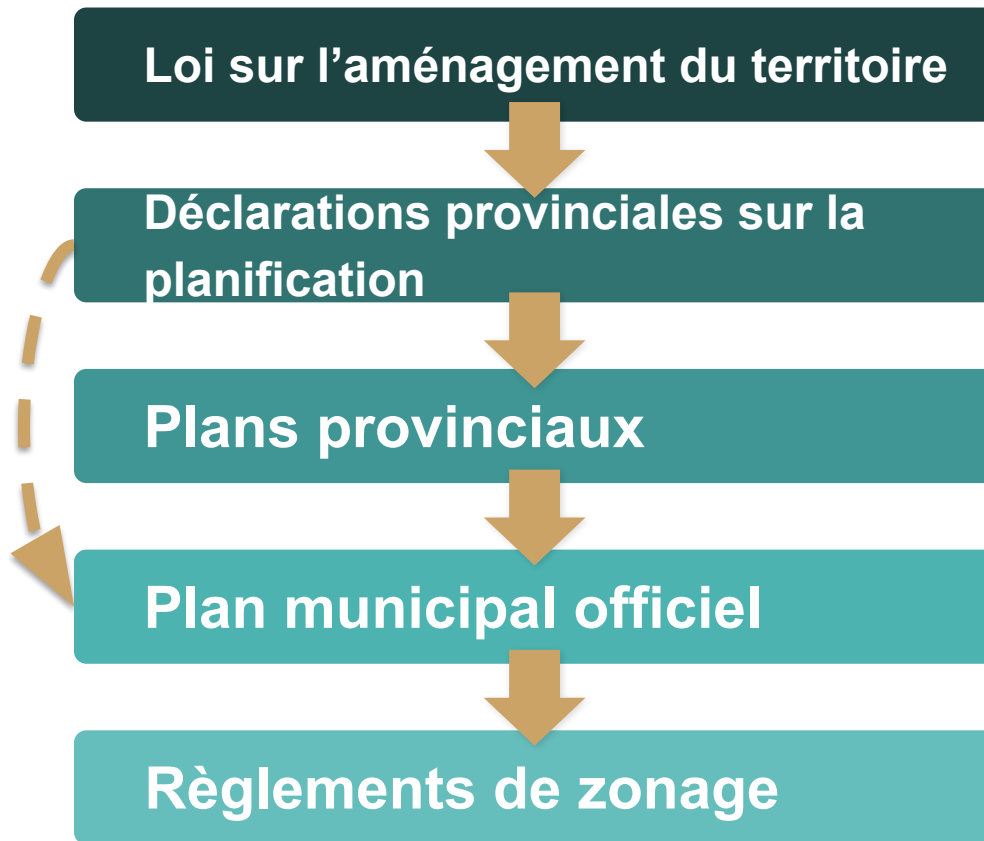 Loi sur l’aménagement du territoire
Déclarations provinciales sur la
planification
Plans provinciaux
Plan municipal officiel
Règlements de zonage